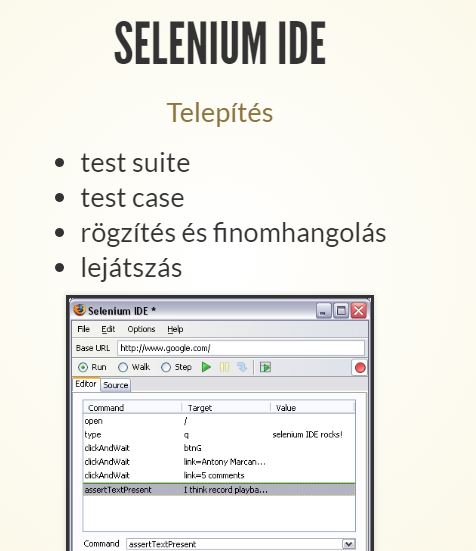 SELENIUM IDE
Telepítés
test suite
test case
rögzítés és finomhangolás
lejátszás
Selenium IDE *
File Edit Options Help
Base URL http://www.google.com/
Run Walk Step
Editor Source
Command Target Value
open /
type q selenium IDE rocks!
clickAndWait btnG
clickAndWait link=Antony Marcan...
clickAndWait link=5 comments
assertTextPresent I think record playba...
Command assertTextPresent